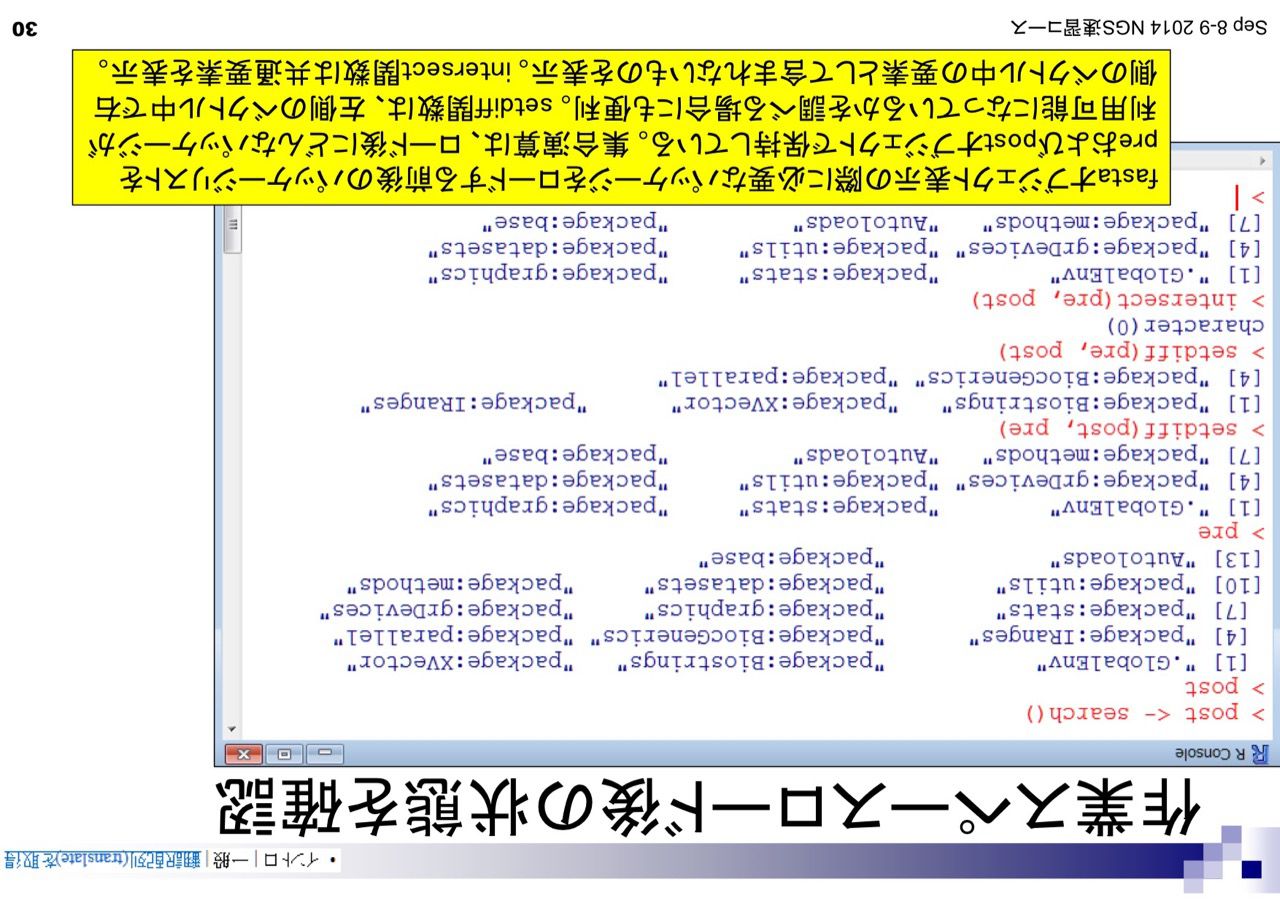 • イントロ | 一般 | 翻訳配列(translate)を取得
作業スペースロード後の状態を確認
R Console
> post <- search()
> post
[1] ".GlobalEnv" "package:Biostrings" "package:XVector"
[4] "package:IRanges" "package:BiocGenerics" "package:parallel"
[7] "package:stats" "package:graphics" "package:grDevices"
[10] "package:utils" "package:datasets" "package:methods"
[13] "Autoloads" "package:base"
> pre
[1] ".GlobalEnv" "package:stats" "package:graphics"
[4] "package:grDevices" "package:utils" "package:datasets"
[7] "package:methods" "Autoloads" "package:base"
> setdiff(post, pre)
[1] "package:Biostrings" "package:XVector" "package:IRanges"
[4] "package:BiocGenerics" "package:parallel"
> setdiff(pre, post)
character(0)
> intersect(pre, post)
[1] ".GlobalEnv" "package:stats" "package:graphics"
[4] "package:grDevices" "package:utils" "package:datasets"
[7] "package:methods" "Autoloads" "package:base"
>
fastaオブジェクト表示の際に必要なパッケージをロードする前後のパッケージリストを
preおよびpostオブジェクトで保持している。集合演算は、ロード後にどんなパッケージが
利用可能になっているかを調べる場合にも便利。setdiff関数は、左側のベクトル中で右
側のベクトル中の要素として含まれないものを表示。intersect関数は共通要素を表示。
Sep 8-9 2014 NGS速習コース
30